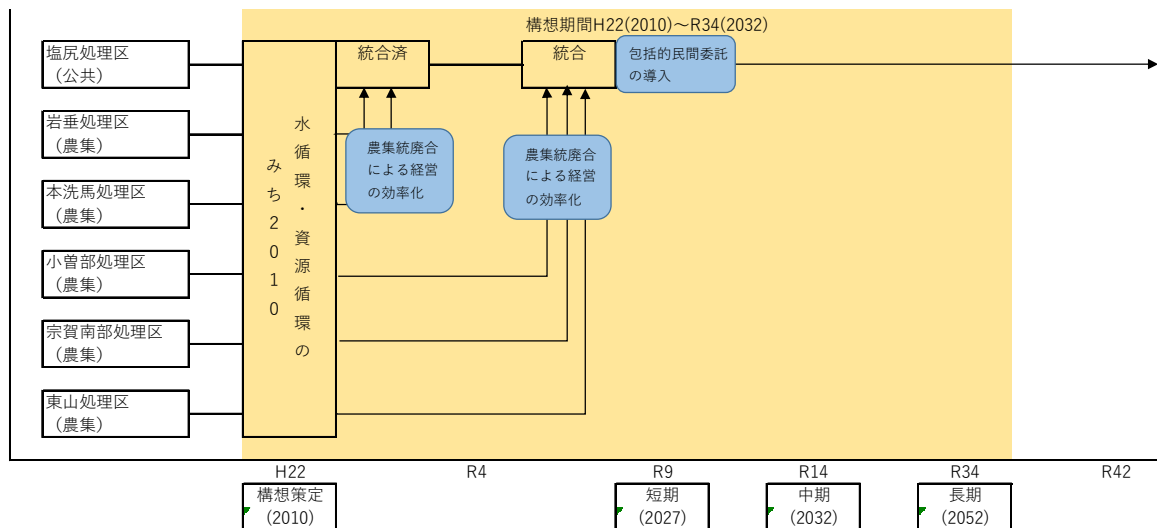 構想期間H22(2010)～R34(2032)
塩尻処理区
（公共）
統合済
統合
包括的民間委託
の導入
岩垂処理区
（農集）
水循環・資源循環の
みち2010
農集統廃合
による経営
の効率化
農集統廃合
による経営
の効率化
本洗馬処理区
（農集）
小曽部処理区
（農集）
宗賀南部処理区
（農集）
東山処理区
（農集）
H22
R4
R9
R14
R34
R42
構想策定
(2010)
短期
(2027)
中期
(2032)
長期
(2052)